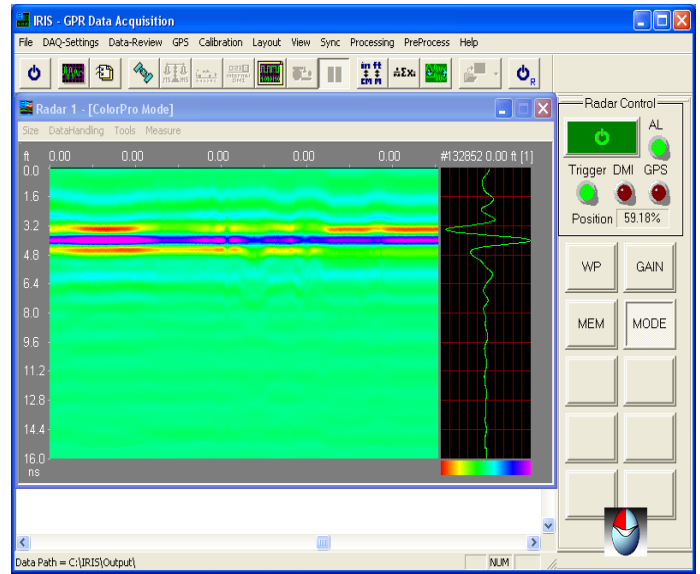 IRIS - GPR Data Acquisition
File DAQ-Settings Data-Review GPS Calibration Layout View Sync Processing PreProcess Help
in ft
cm m
R
Radar 1 - [ColorPro Mode]
Size DataHandling Tools Measure
ft 0.00 0.00 0.00 0.00 0.00 #132852 0.00 ft [1]
0.0
1.6
3.2
4.8
6.4
8.0
9.6
11.2
12.8
14.4
16.0
ns
Radar Control
AL
Trigger DMI GPS
Position 59.18%
WP GAIN
MEM MODE
Data Path = C:\IRIS\Output\
NUM